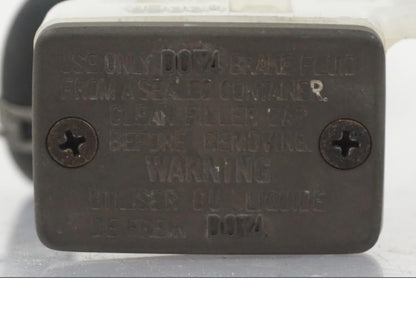 USE ONLY DOT4 BRAKE FLUID
FROM A SEALED CONTAINER.
CLEAN FILLER CAP
BEFORE REMOVING.
WARNING
UTILISER DU LIQUIDE
DE FREIN DOT4.